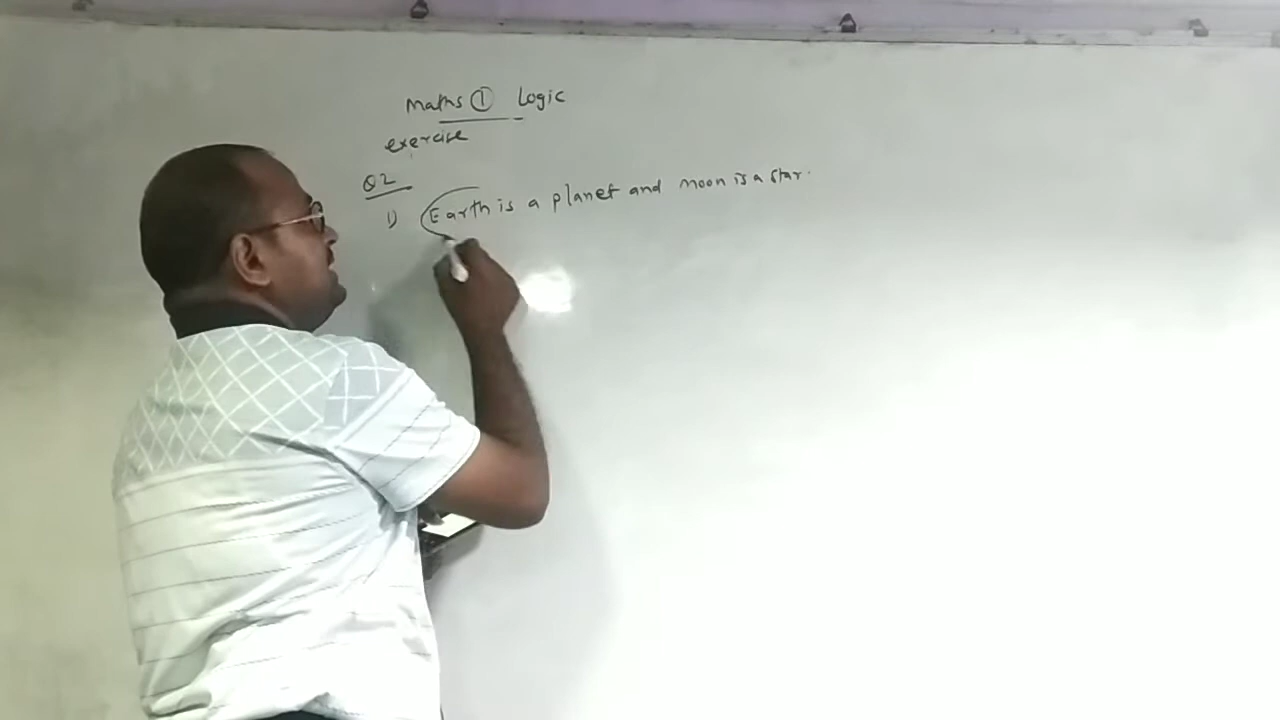 Maths ① Logic
exercise
Q2
1) Earth is a planet and moon is a star.